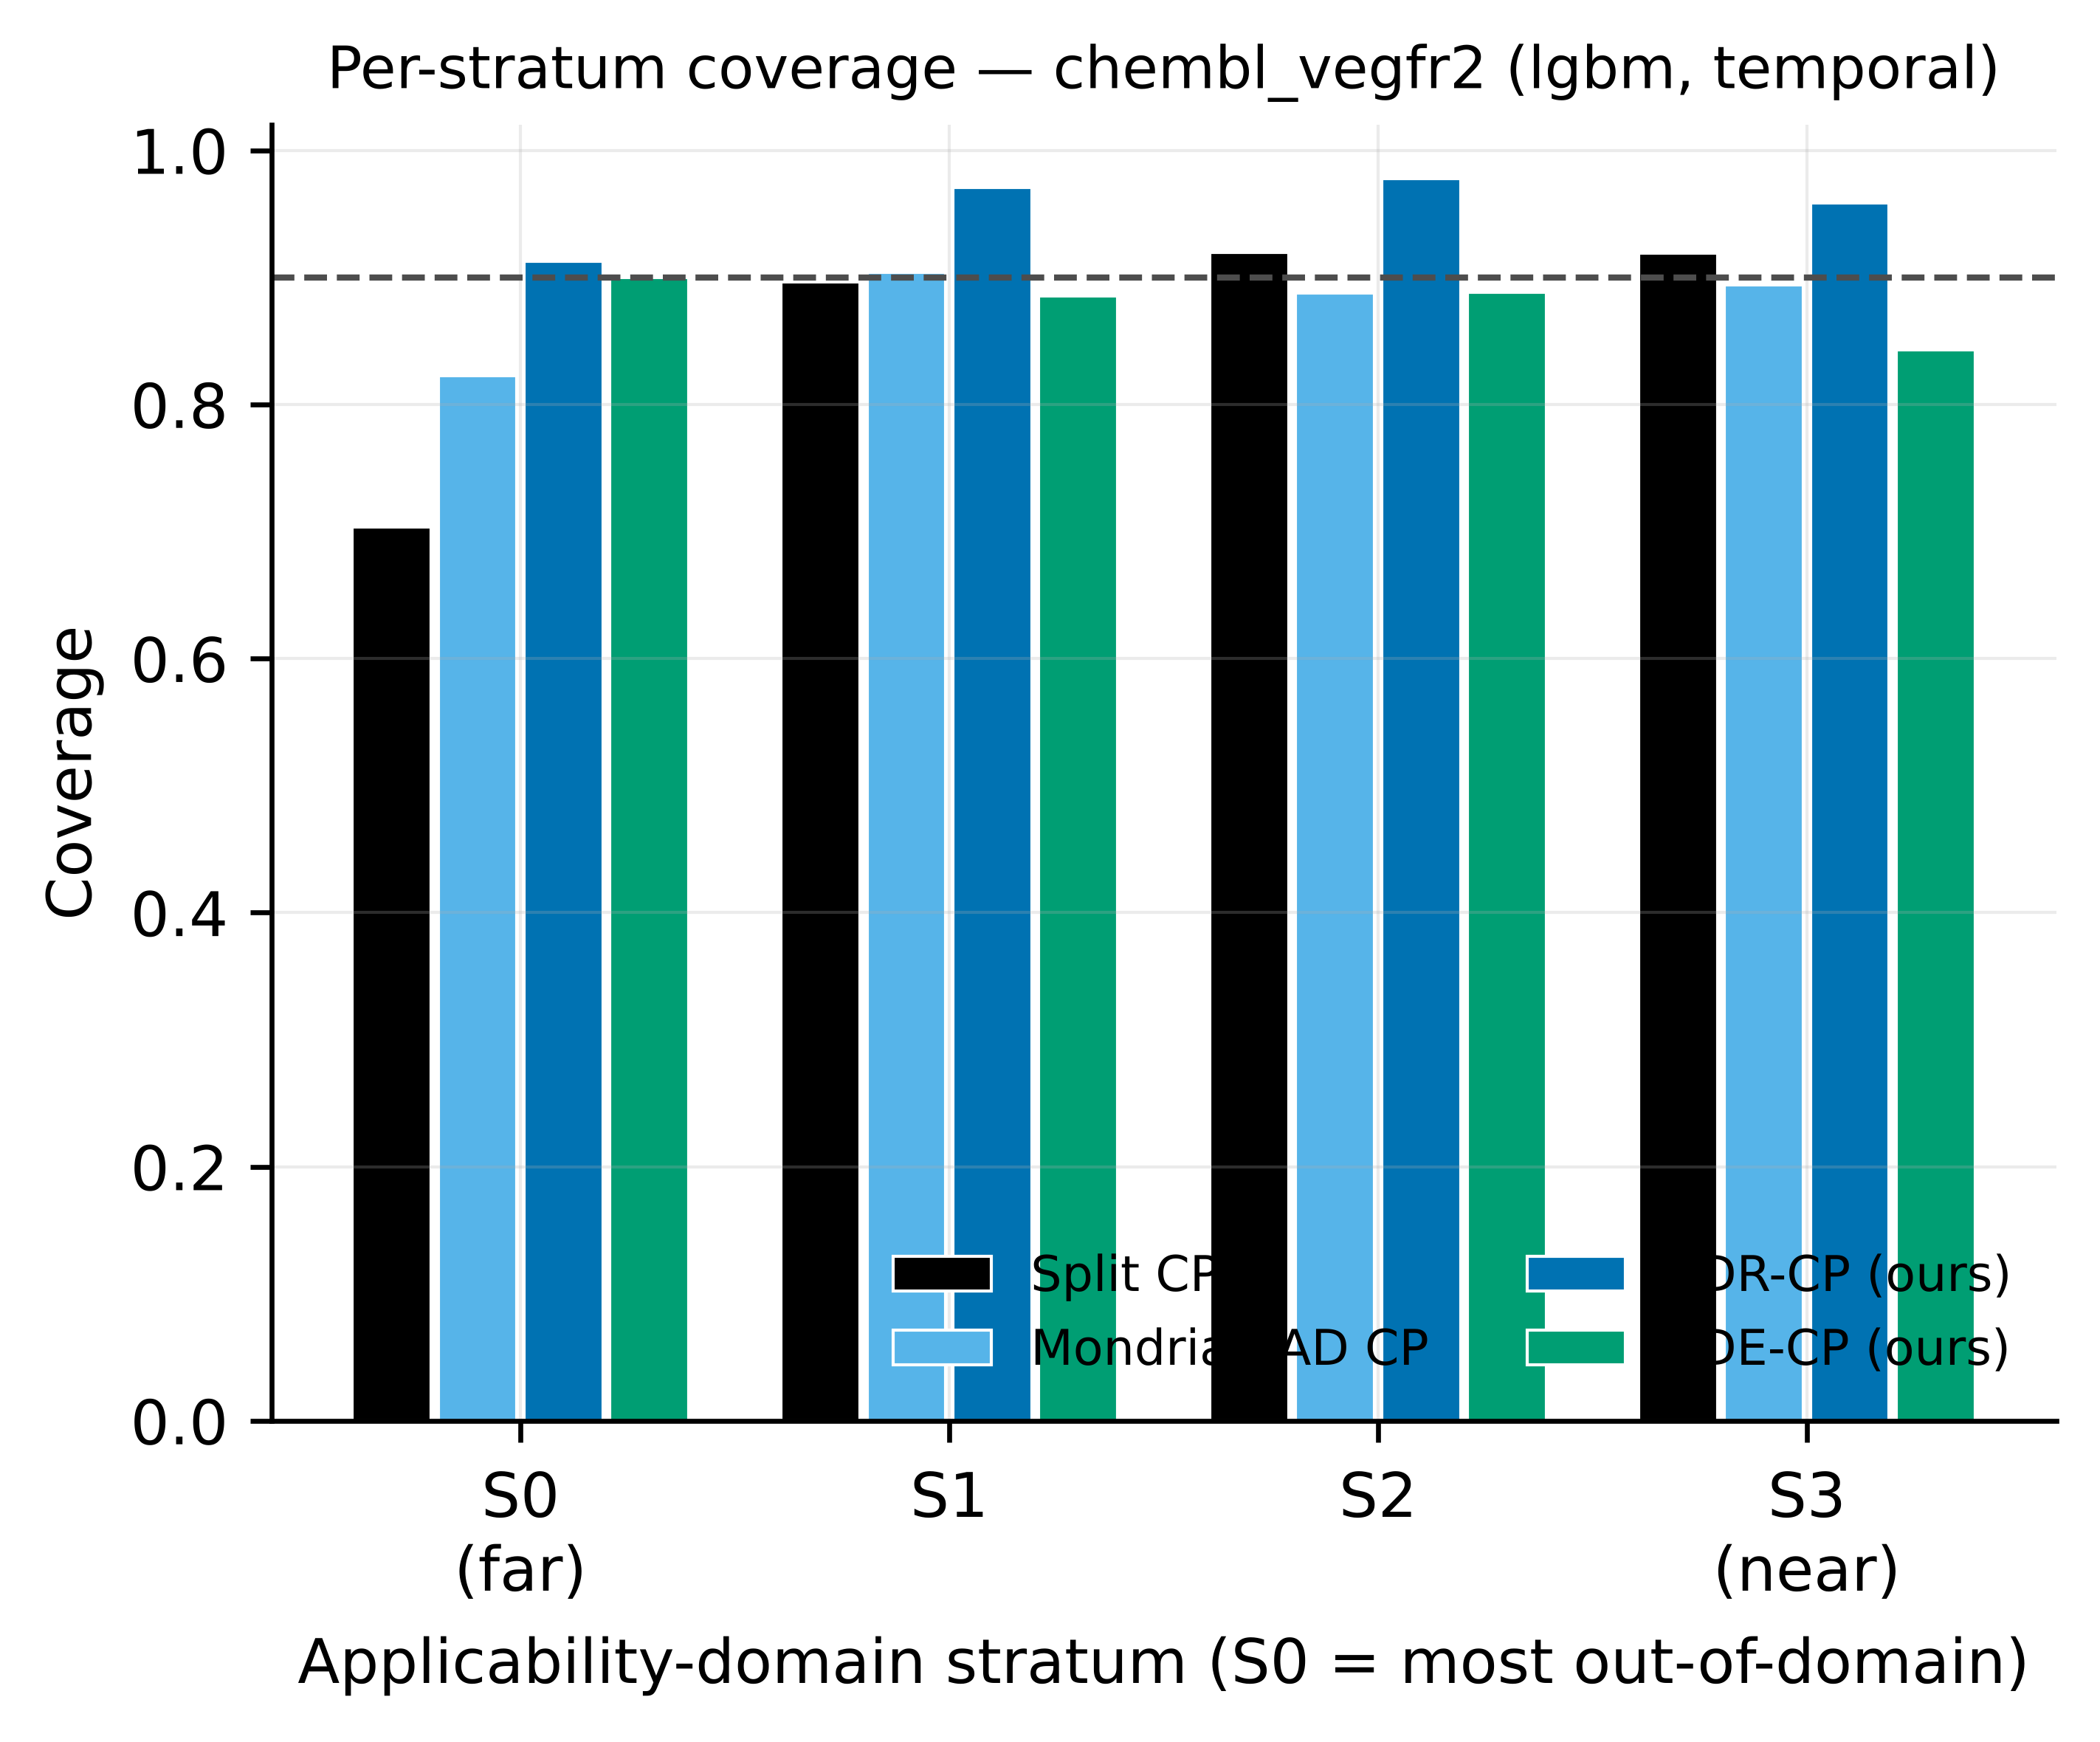 Per-stratum coverage — chembl_vegfr2 (lgbm, temporal)
1.0
0.8
0.6
0.4
0.2
0.0
Coverage
Split CP
AD CP
DR-CP (ours)
DE-CP (ours)
S0
(far)
S1
S2
S3
(near)
Applicability-domain stratum (S0 = most out-of-domain)